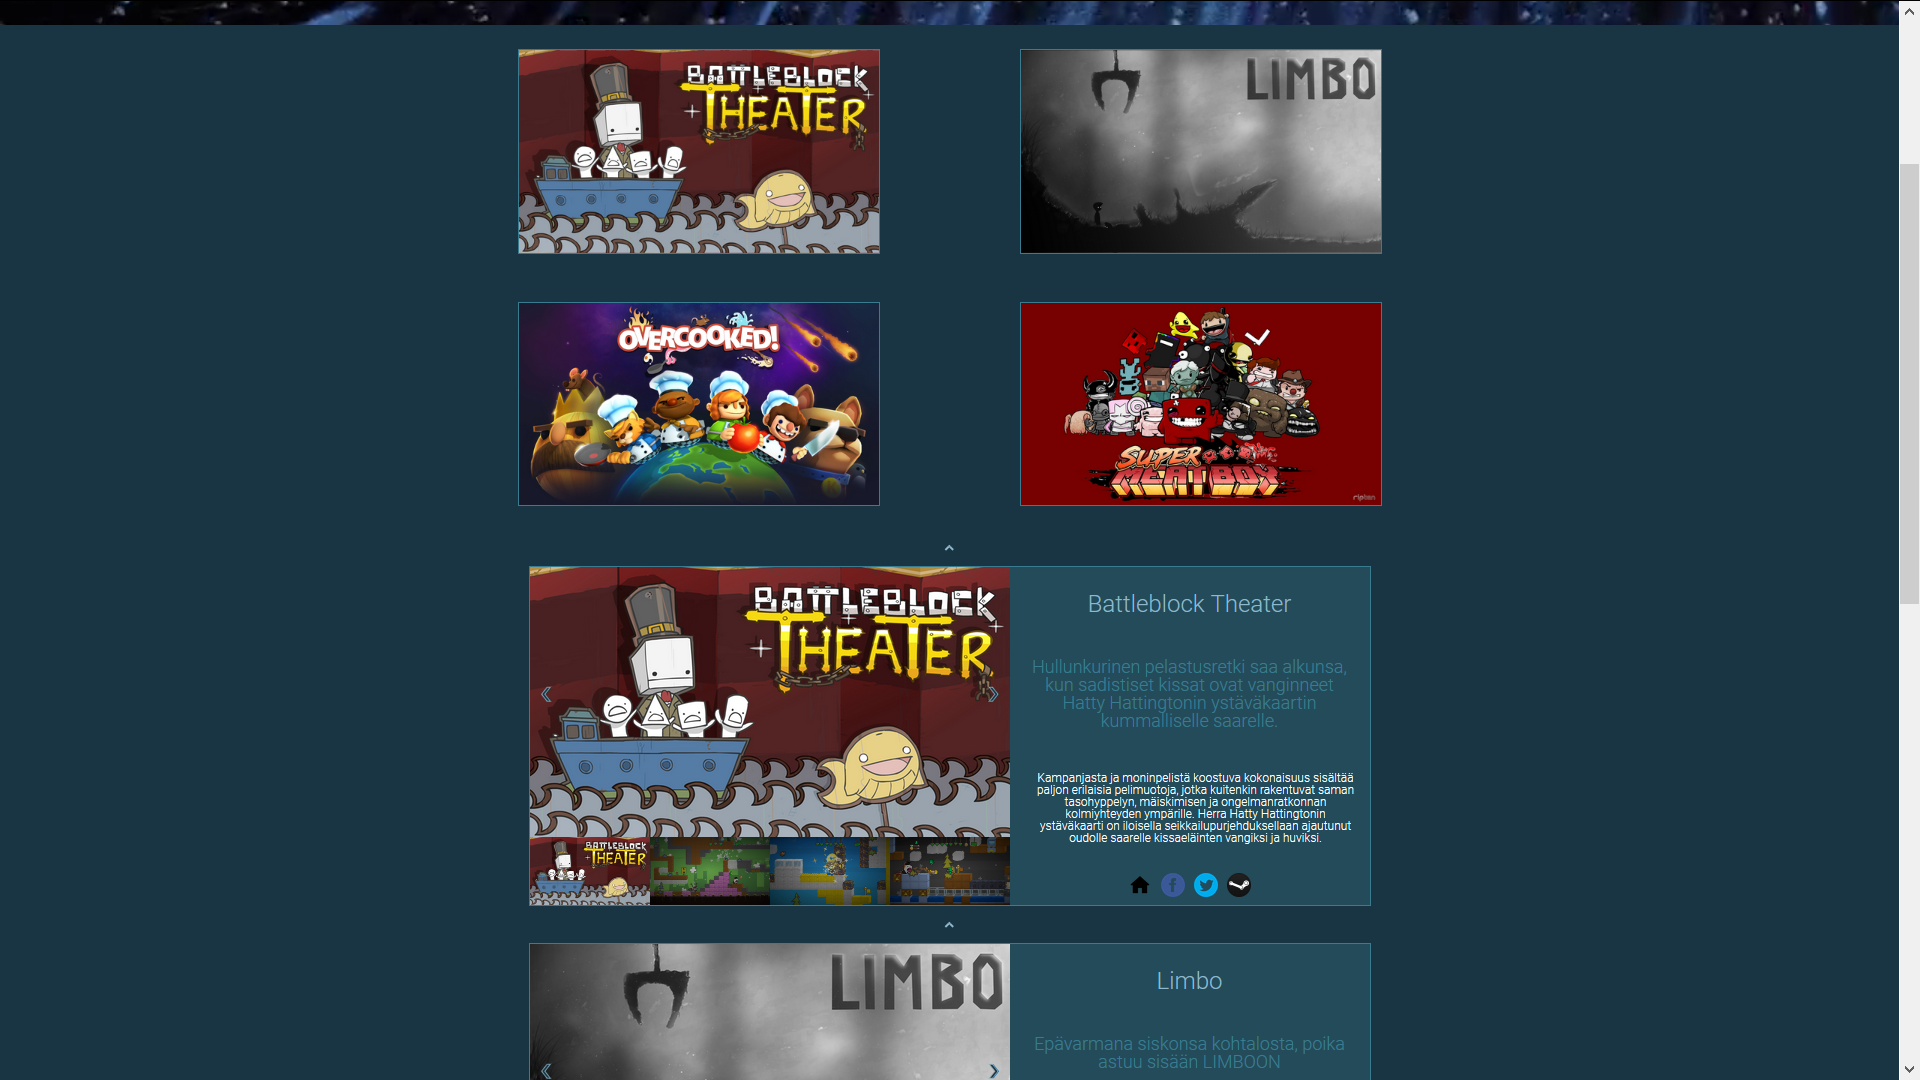 BATTLEBLOCK
THEATER
LIMBO
OVERCOOKED!
SUPER
MEAT BOY
ripten
BATTLEBLOCK
THEATER
Battleblock Theater
Hullunkurinen pelastusretki saa alkunsa,
kun sadistiset kissat ovat vanginneet
Hatty Hattingtonin ystäväkaartin
kummalliselle saarelle.
Kampanjasta ja moninpelistä koostuva kokonaisuus sisältää
paljon erilaisia pelimuotoja, jotka kuitenkin rakentuvat saman
tasohyppelyn, mäiskimisen ja ongelmanratkonnan
kolmiyhteyden ympärille. Herra Hatty Hattingtonin
ystäväkaarti on iloisella seikkailupurjehduksellaan ajautunut
oudolle saarelle kissaeläinten vangiksi ja huviksi.
BATTLEBLOCK
THEATER
LIMBO
Limbo
Epävarmana siskonsa kohtalosta, poika
astuu sisään LIMBOON